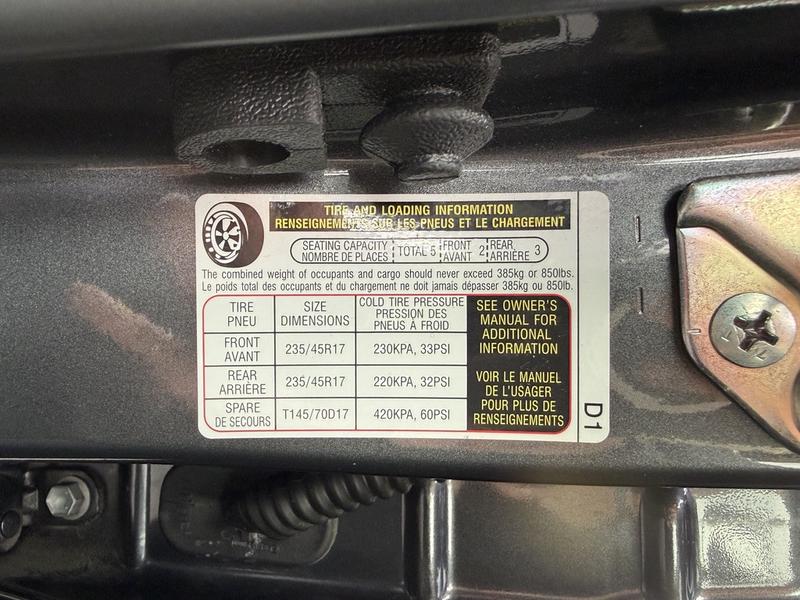 TIRE AND LOADING INFORMATION
RENSEIGNEMENTS SUR LES PNEUS ET LE CHARGEMENT
SEATING CAPACITY
NOMBRE DE PLACES
TOTAL 5
FRONT
AVANT 2
REAR
ARRIÈRE 3
The combined weight of occupants and cargo should never exceed 385kg or 850lbs.
Le poids total des occupants et du chargement ne doit jamais dépasser 385kg ou 850lb.
TIRE
PNEU
SIZE
DIMENSIONS
COLD TIRE PRESSURE
PRESSION DES
PNEUS À FROID
FRONT
AVANT
235/45R17
230KPA, 33PSI
REAR
ARRIÈRE
235/45R17
220KPA, 32PSI
SPARE
DE SECOURS
T145/70D17
420KPA, 60PSI
SEE OWNER'S
MANUAL FOR
ADDITIONAL
INFORMATION
VOIR LE MANUEL
DE L'USAGER
POUR PLUS DE
RENSEIGNEMENTS
D1